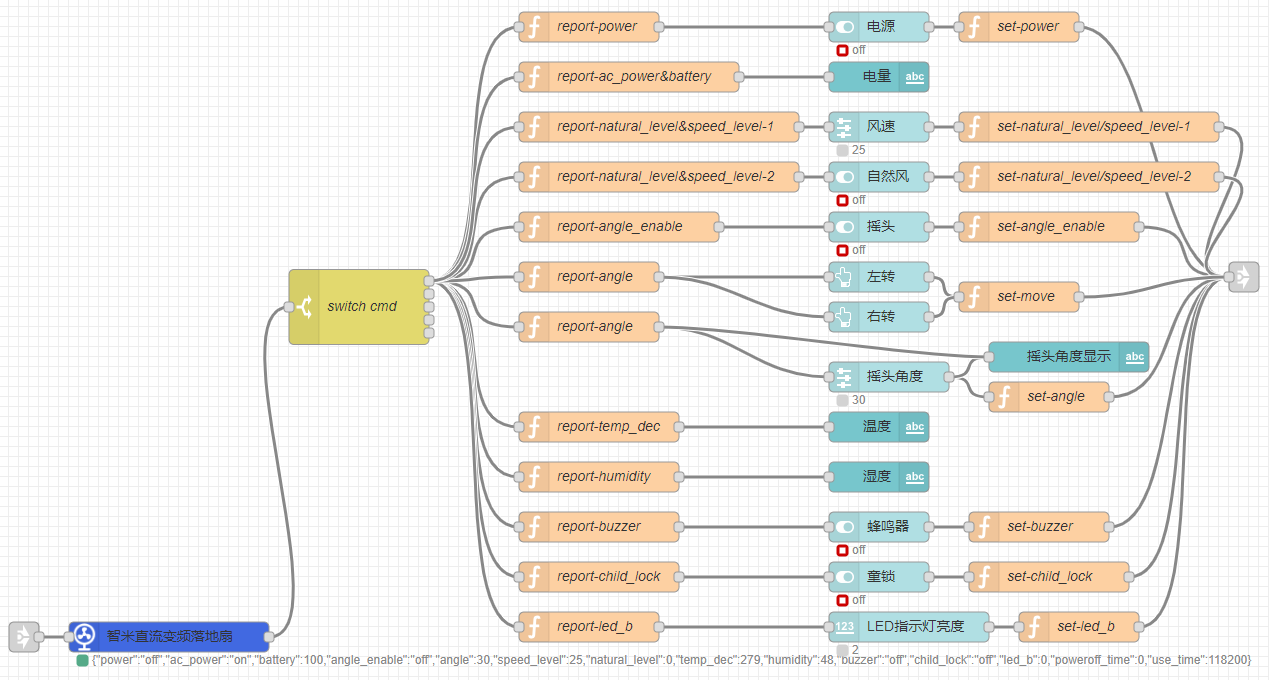 report-power
电源
set-power
off
report-ac_power&battery
电量
abc
report-natural_level&speed_level-1
风速
set-natural_level/speed_level-1
25
report-natural_level&speed_level-2
自然风
set-natural_level/speed_level-2
off
report-angle_enable
摇头
set-angle_enable
off
switch cmd
report-angle
左转
set-move
右转
report-angle
摇头角度显示
abc
摇头角度
set-angle
30
report-temp_dec
温度
abc
report-humidity
湿度
abc
report-buzzer
蜂鸣器
set-buzzer
off
report-child_lock
童锁
set-child_lock
off
report-led_b
123
LED指示灯亮度
set-led_b
2
智米直流变频落地扇
{"power":"off","ac_power":"on","battery":100,"angle_enable":"off","angle":30,"speed_level":25,"natural_level":0,"temp_dec":279,"humidity":48,"buzzer":"off","child_lock":"off","led_b":0,"poweroff_time":0,"use_time":118200}